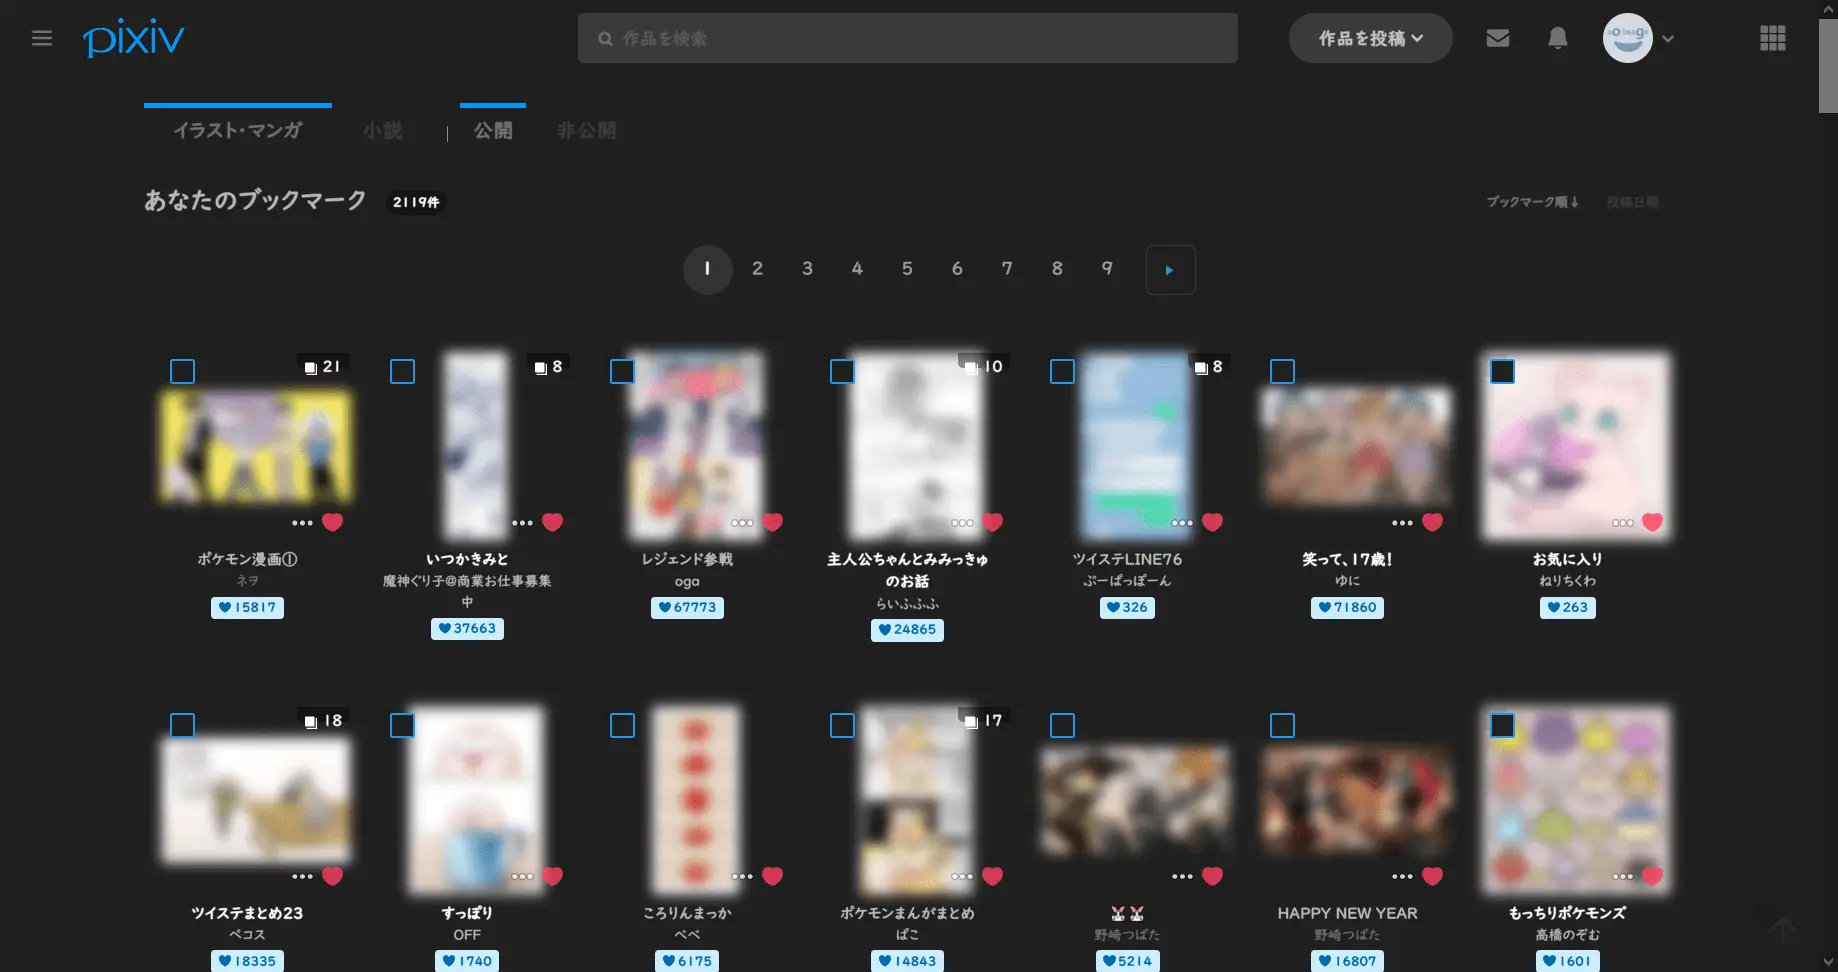 pixiv
作品を検索
作品を投稿
イラスト・マンガ 小説 | 公開 非公開
あなたのブックマーク 2119件
ブックマーク順↓ 投稿日順
1 2 3 4 5 6 7 8 9
21 8 10 8
ポケモン漫画①
ネヲ
15817
いつかきみと
魔神ぐり子@商業お仕事募集
中
37663
レジェンド参戦
oga
67773
主人公ちゃんとみみっきゅ
のお話
らいふふふ
24865
ツイステLINE76
ぷーぱっぽーん
326
笑って、17歳!
ゆに
71860
お気に入り
ねりちくわ
263
18 17
ツイステまとめ23
ペコス
18335
すっぽり
OFF
1740
ころりんまっか
べべ
6175
ポケモンまんがまとめ
ぱこ
14843
野崎つばた
5214
HAPPY NEW YEAR
野崎つばた
16807
もっちりポケモンズ
高橋のぞむ
1601